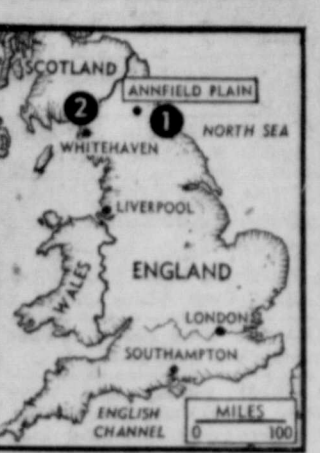 SCOTLAND
ANNFIELD PLAIN
2
1
NORTH SEA
WHITEHAVEN
LIVERPOOL
WALES
ENGLAND
LONDON
SOUTHAMPTON
ENGLISH
CHANNEL
MILES
0 100